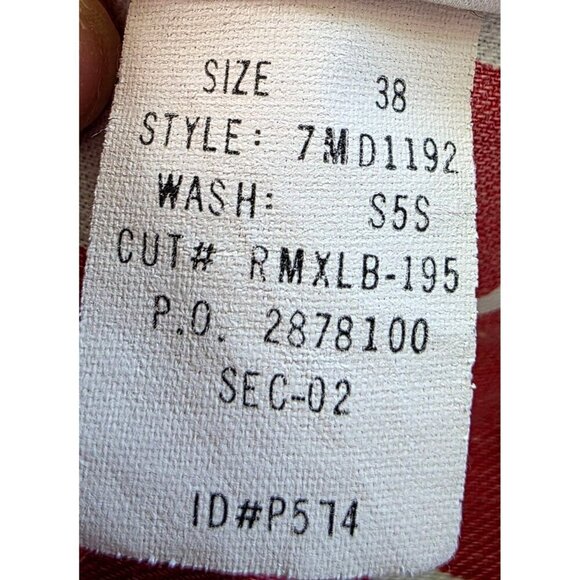 SIZE 38
STYLE: 7MD1192
WASH: S5S
CUT# RMXLB-195
P.O. 2878100
SEC-02
ID#P574